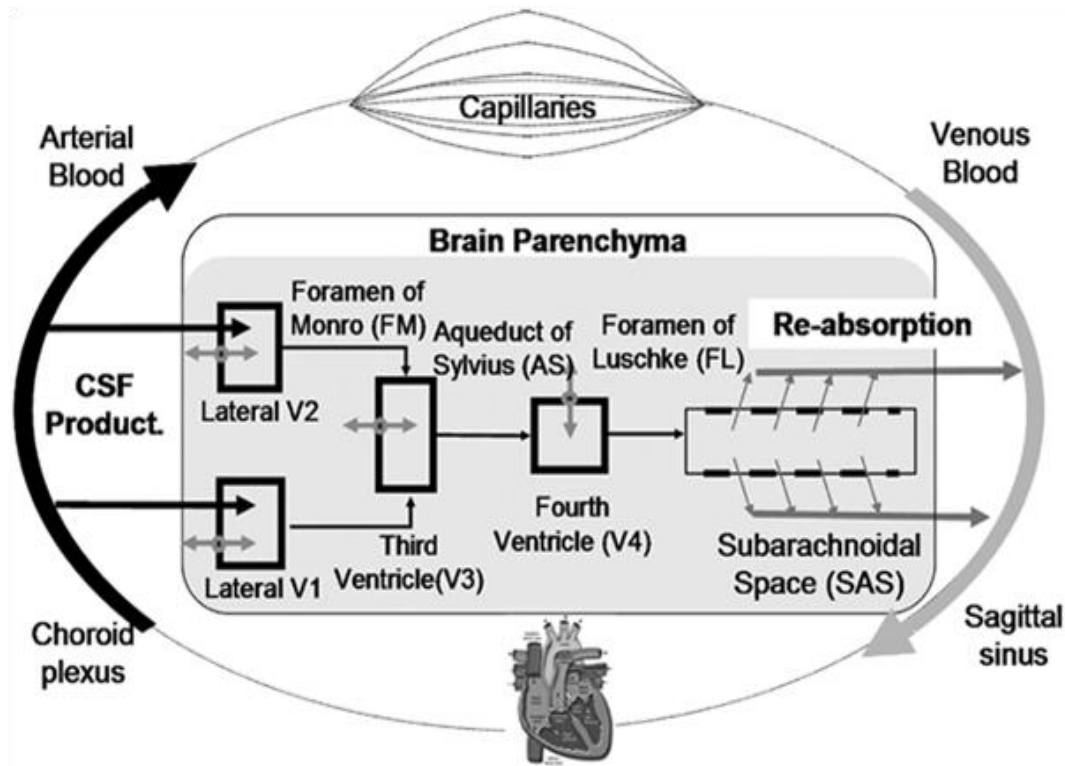 Capillaries
Arterial
Blood
Venous
Blood
Brain Parenchyma
Foramen of
Monro (FM)
Aqueduct of
Sylvius (AS)
Foramen of
Luschke (FL)
Re-absorption
CSF
Product.
Lateral V2
Lateral V1
Third
Ventricle(V3)
Fourth
Ventricle (V4)
Subarachnoidal
Space (SAS)
Choroid
plexus
Sagittal
sinus